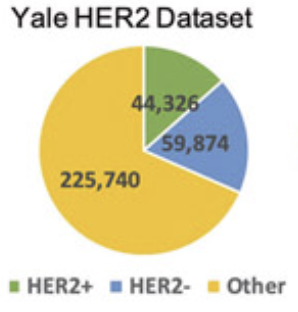 Yale HER2 Dataset
44,326
59,874
225,740
HER2+ HER2- Other